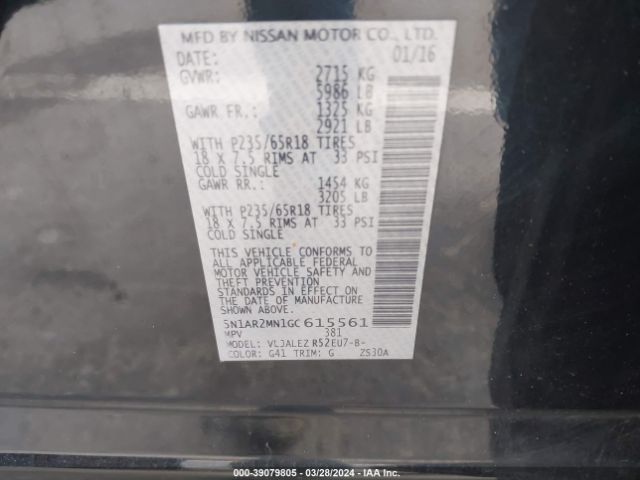 MFD BY NISSAN MOTOR CO., LTD.
DATE: 01/16
GVWR: 2715 KG
5986 LB
GAWR FR.: 1325 KG
2921 LB
WITH P235/65R18 TIRES
18 X 7.5 RIMS AT 33 PSI
COLD SINGLE
GAWR RR.: 1454 KG
3205 LB
WITH P235/65R18 TIRES
18 X 7.5 RIMS AT 33 PSI
COLD SINGLE
THIS VEHICLE CONFORMS TO
ALL APPLICABLE FEDERAL
MOTOR VEHICLE SAFETY AND
AND THEFT PREVENTION
STANDARDS IN EFFECT ON
THE DATE OF MANUFACTURE
SHOWN ABOVE.
5N1AR2MN1GC615561
MPV 381
MODEL: VLJALEZ R52EU7-B-
COLOR: G41 TRIM: G ZS30A
000-39079805 - 03/28/2024 - IAA Inc.